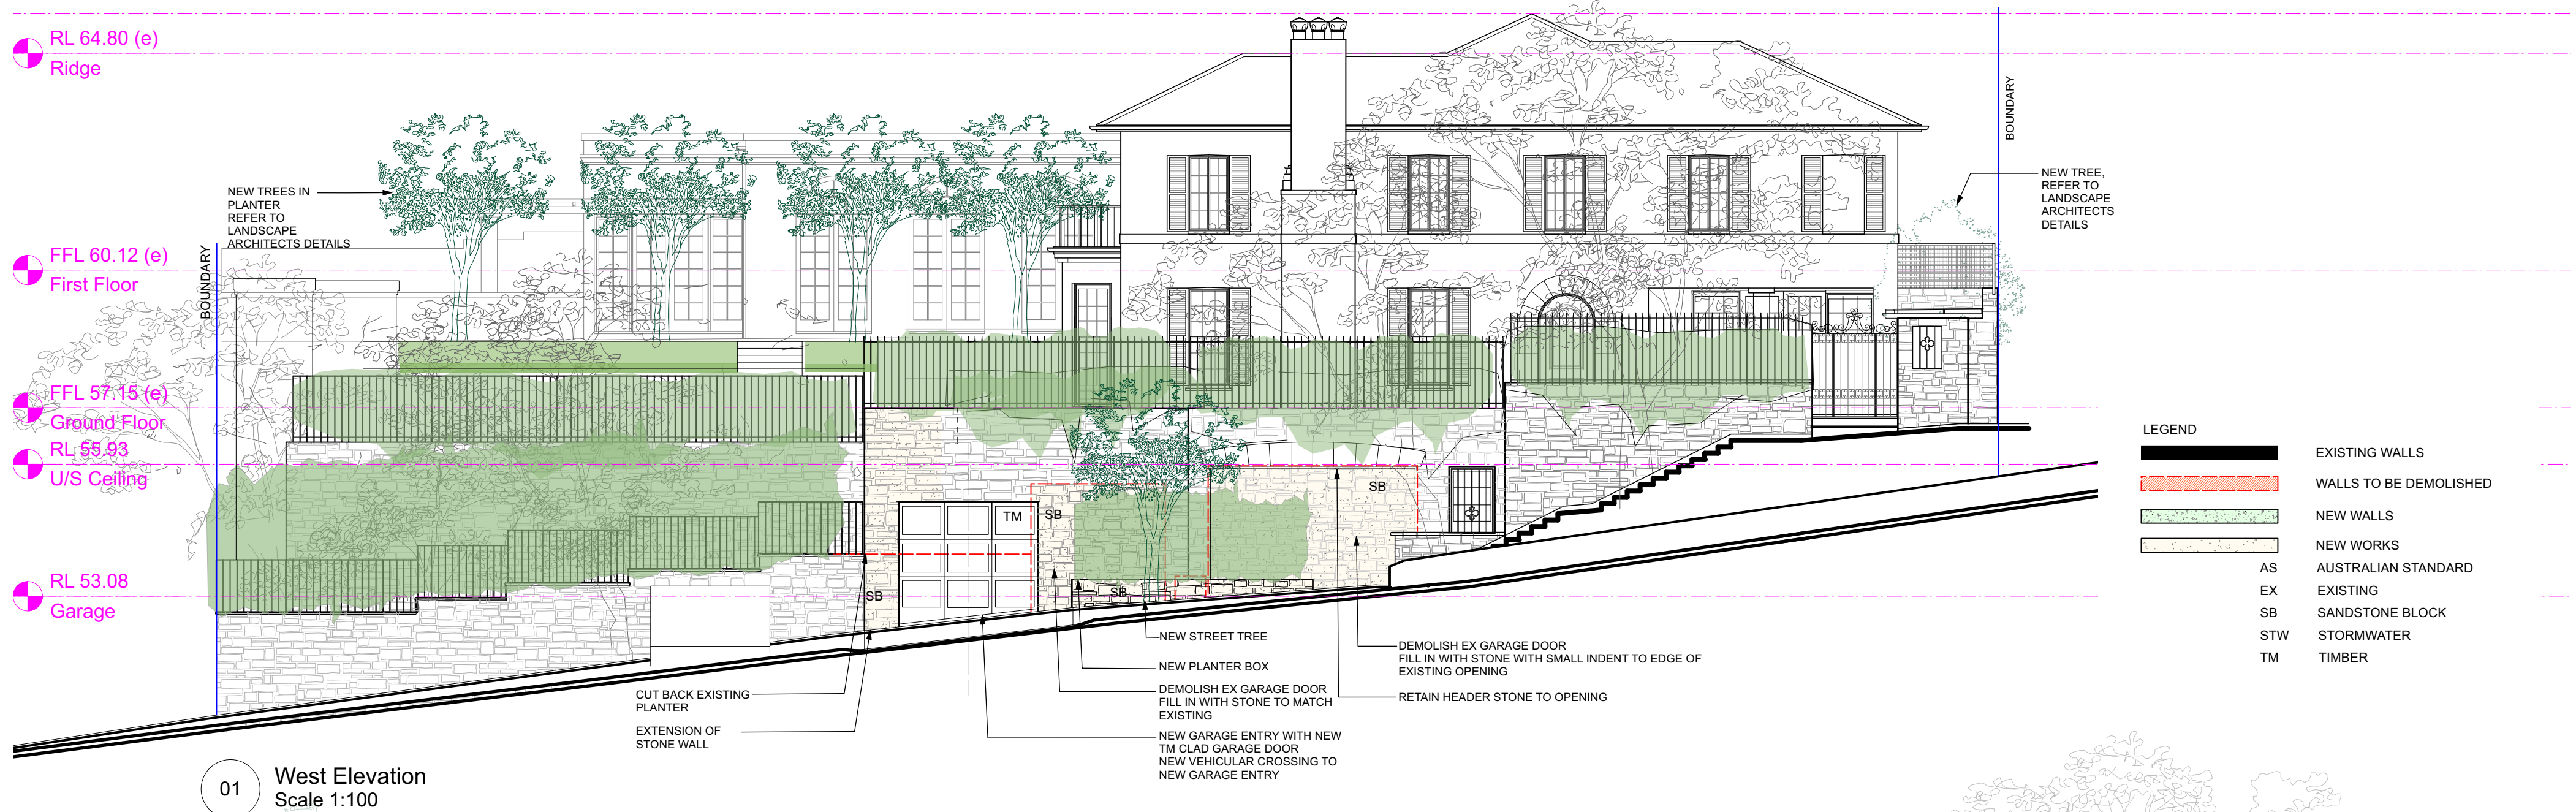 RL 64.80 (e)
Ridge
FFL 60.12 (e)
First Floor
FFL 57.15 (e)
Ground Floor
RL 55.93
U/S Ceiling
RL 53.08
Garage
BOUNDARY
NEW TREES IN
PLANTER
REFER TO
LANDSCAPE
ARCHITECTS DETAILS
BOUNDARY
NEW TREE,
REFER TO
LANDSCAPE
ARCHITECTS
DETAILS
TM
SB
SB
SB
SB
CUT BACK EXISTING
PLANTER
EXTENSION OF
STONE WALL
NEW STREET TREE
NEW PLANTER BOX
DEMOLISH EX GARAGE DOOR
FILL IN WITH STONE TO MATCH
EXISTING
NEW GARAGE ENTRY WITH NEW
TM CLAD GARAGE DOOR
NEW VEHICULAR CROSSING TO
NEW GARAGE ENTRY
DEMOLISH EX GARAGE DOOR
FILL IN WITH STONE WITH SMALL INDENT TO EDGE OF
EXISTING OPENING
RETAIN HEADER STONE TO OPENING
LEGEND
EXISTING WALLS
WALLS TO BE DEMOLISHED
NEW WALLS
NEW WORKS
AS AUSTRALIAN STANDARD
EX EXISTING
SB SANDSTONE BLOCK
STW STORMWATER
TM TIMBER
01
West Elevation
Scale 1:100